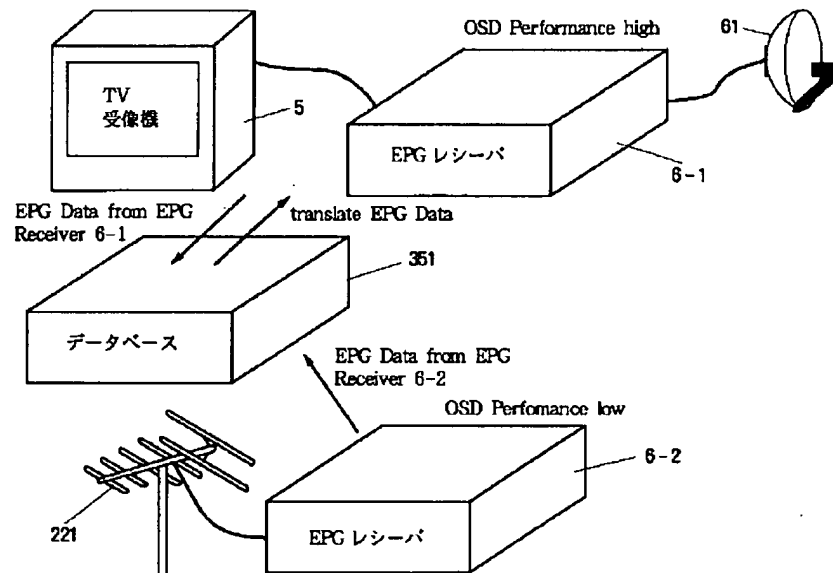 OSD Performance high
61
TV
受像機
5
EPG レシーバ
6-1
EPG Data from EPG
Receiver 6-1
translate EPG Data
351
データベース
EPG Data from EPG
Receiver 6-2
OSD Perfomance low
6-2
221
EPG レシーバ